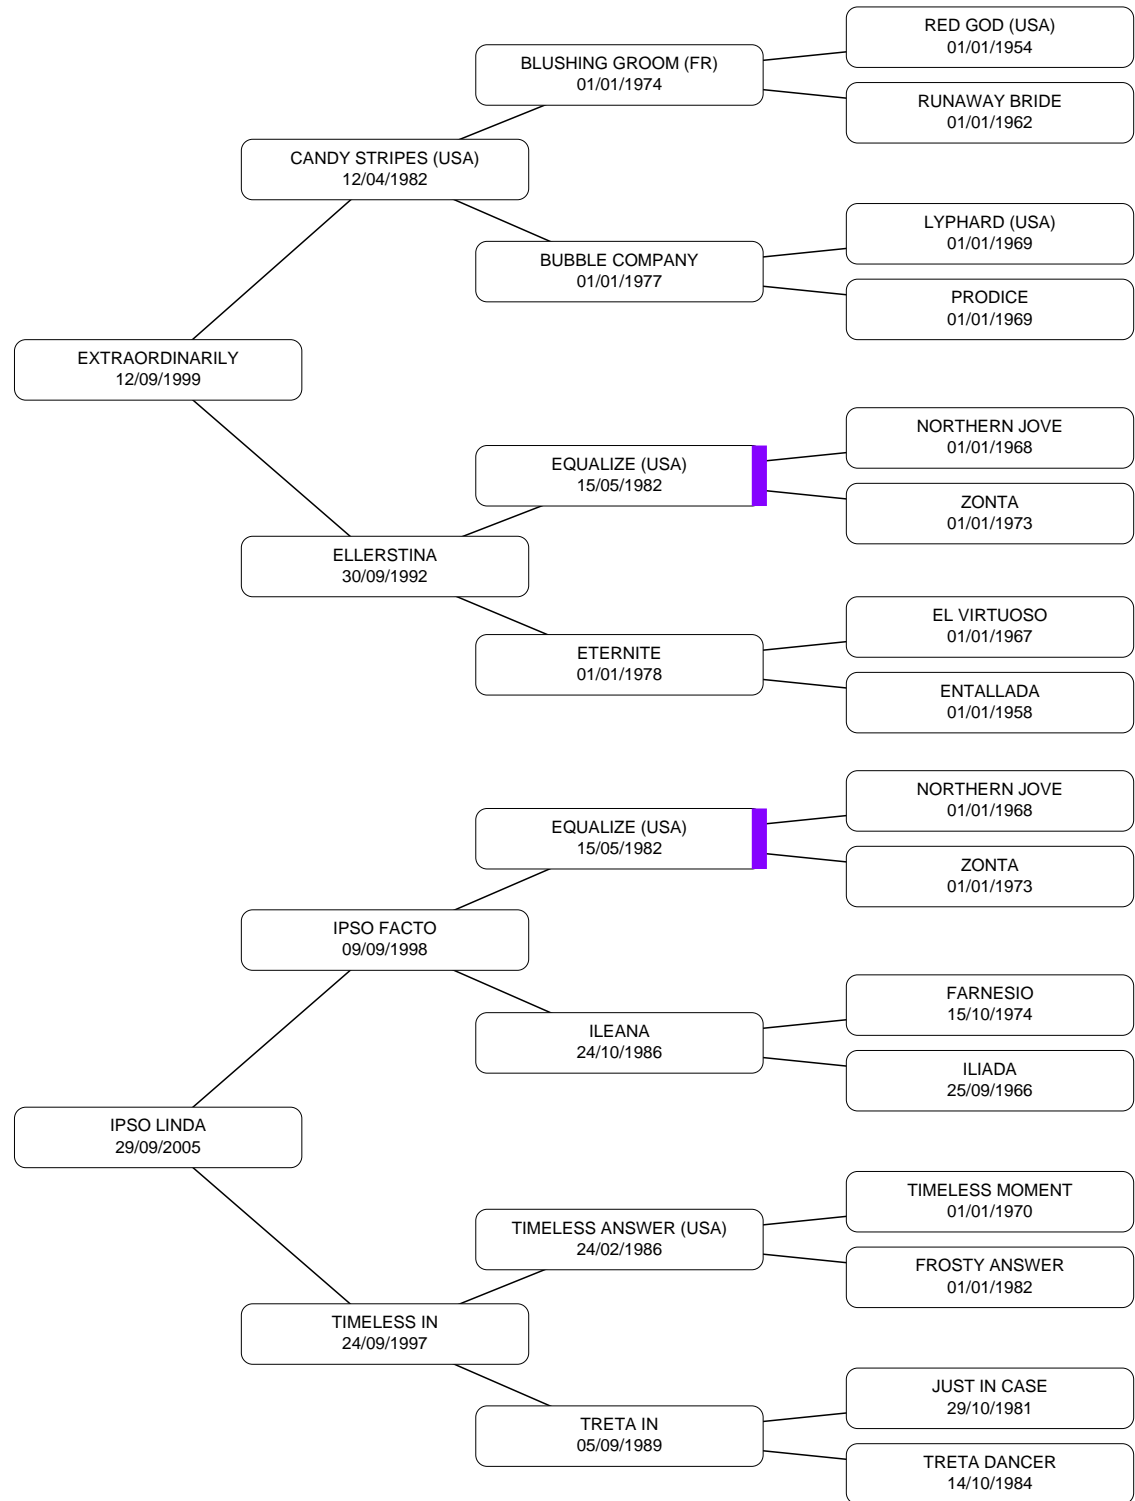 RED GOD (USA)
01/01/1954
BLUSHING GROOM (FR)
01/01/1974
RUNAWAY BRIDE
01/01/1962
CANDY STRIPES (USA)
12/04/1982
LYPHARD (USA)
01/01/1969
BUBBLE COMPANY
01/01/1977
PRODICE
01/01/1969
EXTRAORDINARILY
12/09/1999
NORTHERN JOVE
01/01/1968
EQUALIZE (USA)
15/05/1982
ZONTA
01/01/1973
ELLERSTINA
30/09/1992
EL VIRTUOSO
01/01/1967
ETERNITE
01/01/1978
ENTALLADA
01/01/1958
NORTHERN JOVE
01/01/1968
EQUALIZE (USA)
15/05/1982
ZONTA
01/01/1973
IPSO FACTO
09/09/1998
FARNESIO
15/10/1974
ILEANA
24/10/1986
ILIADA
25/09/1966
IPSO LINDA
29/09/2005
TIMELESS MOMENT
01/01/1970
TIMELESS ANSWER (USA)
24/02/1986
FROSTY ANSWER
01/01/1982
TIMELESS IN
24/09/1997
JUST IN CASE
29/10/1981
TRETA IN
05/09/1989
TRETA DANCER
14/10/1984